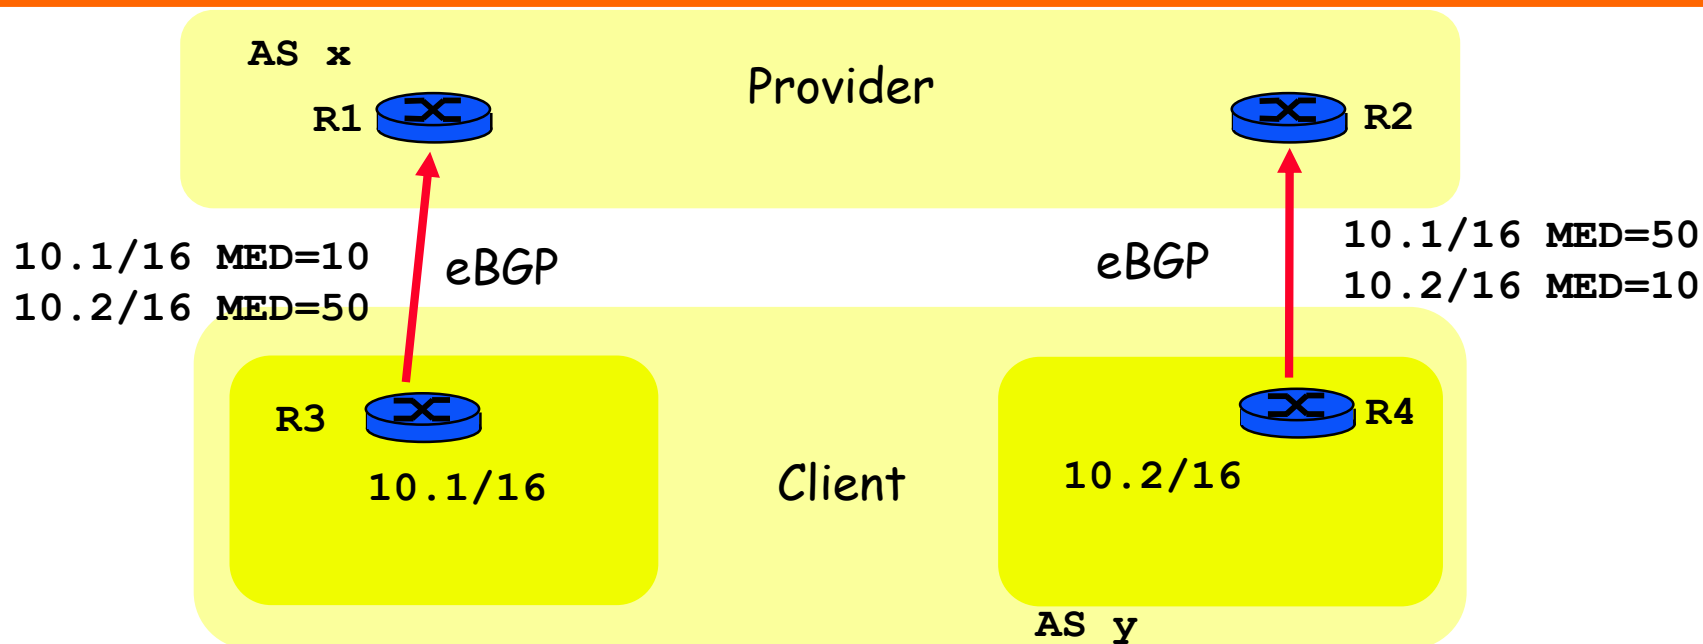 AS x
Provider
R1
R2
10.1/16 MED=10
10.2/16 MED=50
eBGP
eBGP
10.1/16 MED=50
10.2/16 MED=10
R3
10.1/16
Client
R4
10.2/16
AS y